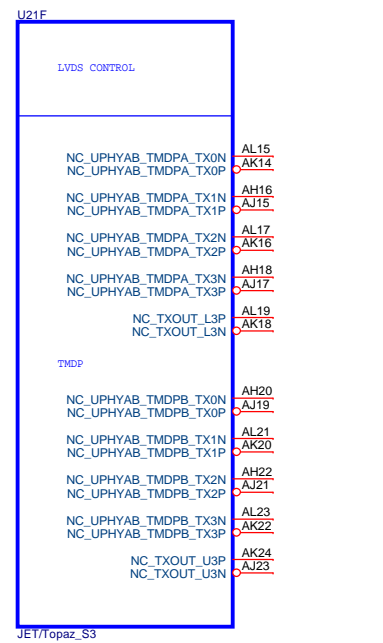 U21F
LVDS CONTROL
NC_UPHYAB_TMDPA_TX0N AL15
NC_UPHYAB_TMDPA_TX0P AK14
NC_UPHYAB_TMDPA_TX1N AH16
NC_UPHYAB_TMDPA_TX1P AJ15
NC_UPHYAB_TMDPA_TX2N AL17
NC_UPHYAB_TMDPA_TX2P AK16
NC_UPHYAB_TMDPA_TX3N AH18
NC_UPHYAB_TMDPA_TX3P AJ17
NC_TXOUT_L3P AL19
NC_TXOUT_L3N AK18
TMDP
NC_UPHYAB_TMDPB_TX0N AH20
NC_UPHYAB_TMDPB_TX0P AJ19
NC_UPHYAB_TMDPB_TX1N AL21
NC_UPHYAB_TMDPB_TX1P AK20
NC_UPHYAB_TMDPB_TX2N AH22
NC_UPHYAB_TMDPB_TX2P AJ21
NC_UPHYAB_TMDPB_TX3N AL23
NC_UPHYAB_TMDPB_TX3P AK22
NC_TXOUT_U3P AK24
NC_TXOUT_U3N AJ23
JET/Topaz_S3